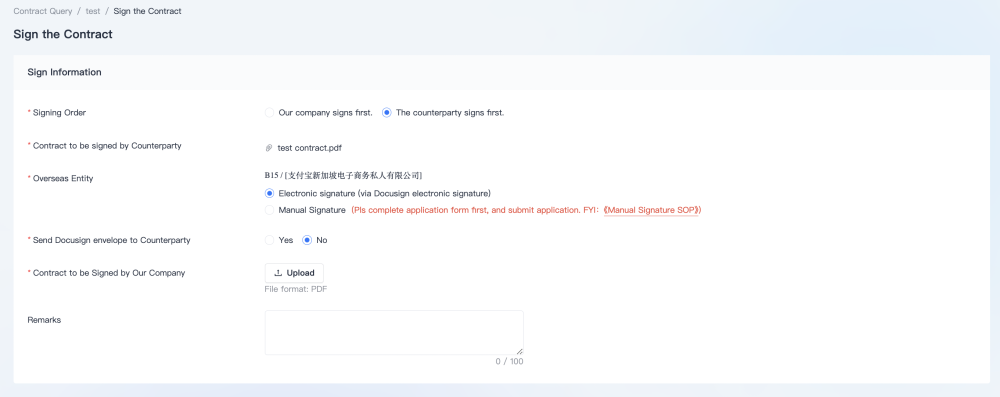 Contract Query / test / Sign the Contract
Sign the Contract
Sign Information
* Signing Order
Our company signs first. The counterparty signs first.
* Contract to be signed by Counterparty
test contract.pdf
* Overseas Entity
B15 / [支付宝新加坡电子商务私人有限公司]
Electronic signature (via Docusign electronic signature)
Manual Signature (Pls complete application form first, and submit application. FYI: 《Manual Signature SOP》)
* Send Docusign envelope to Counterparty
Yes No
* Contract to be Signed by Our Company
Upload
File format: PDF
Remarks
0 / 100